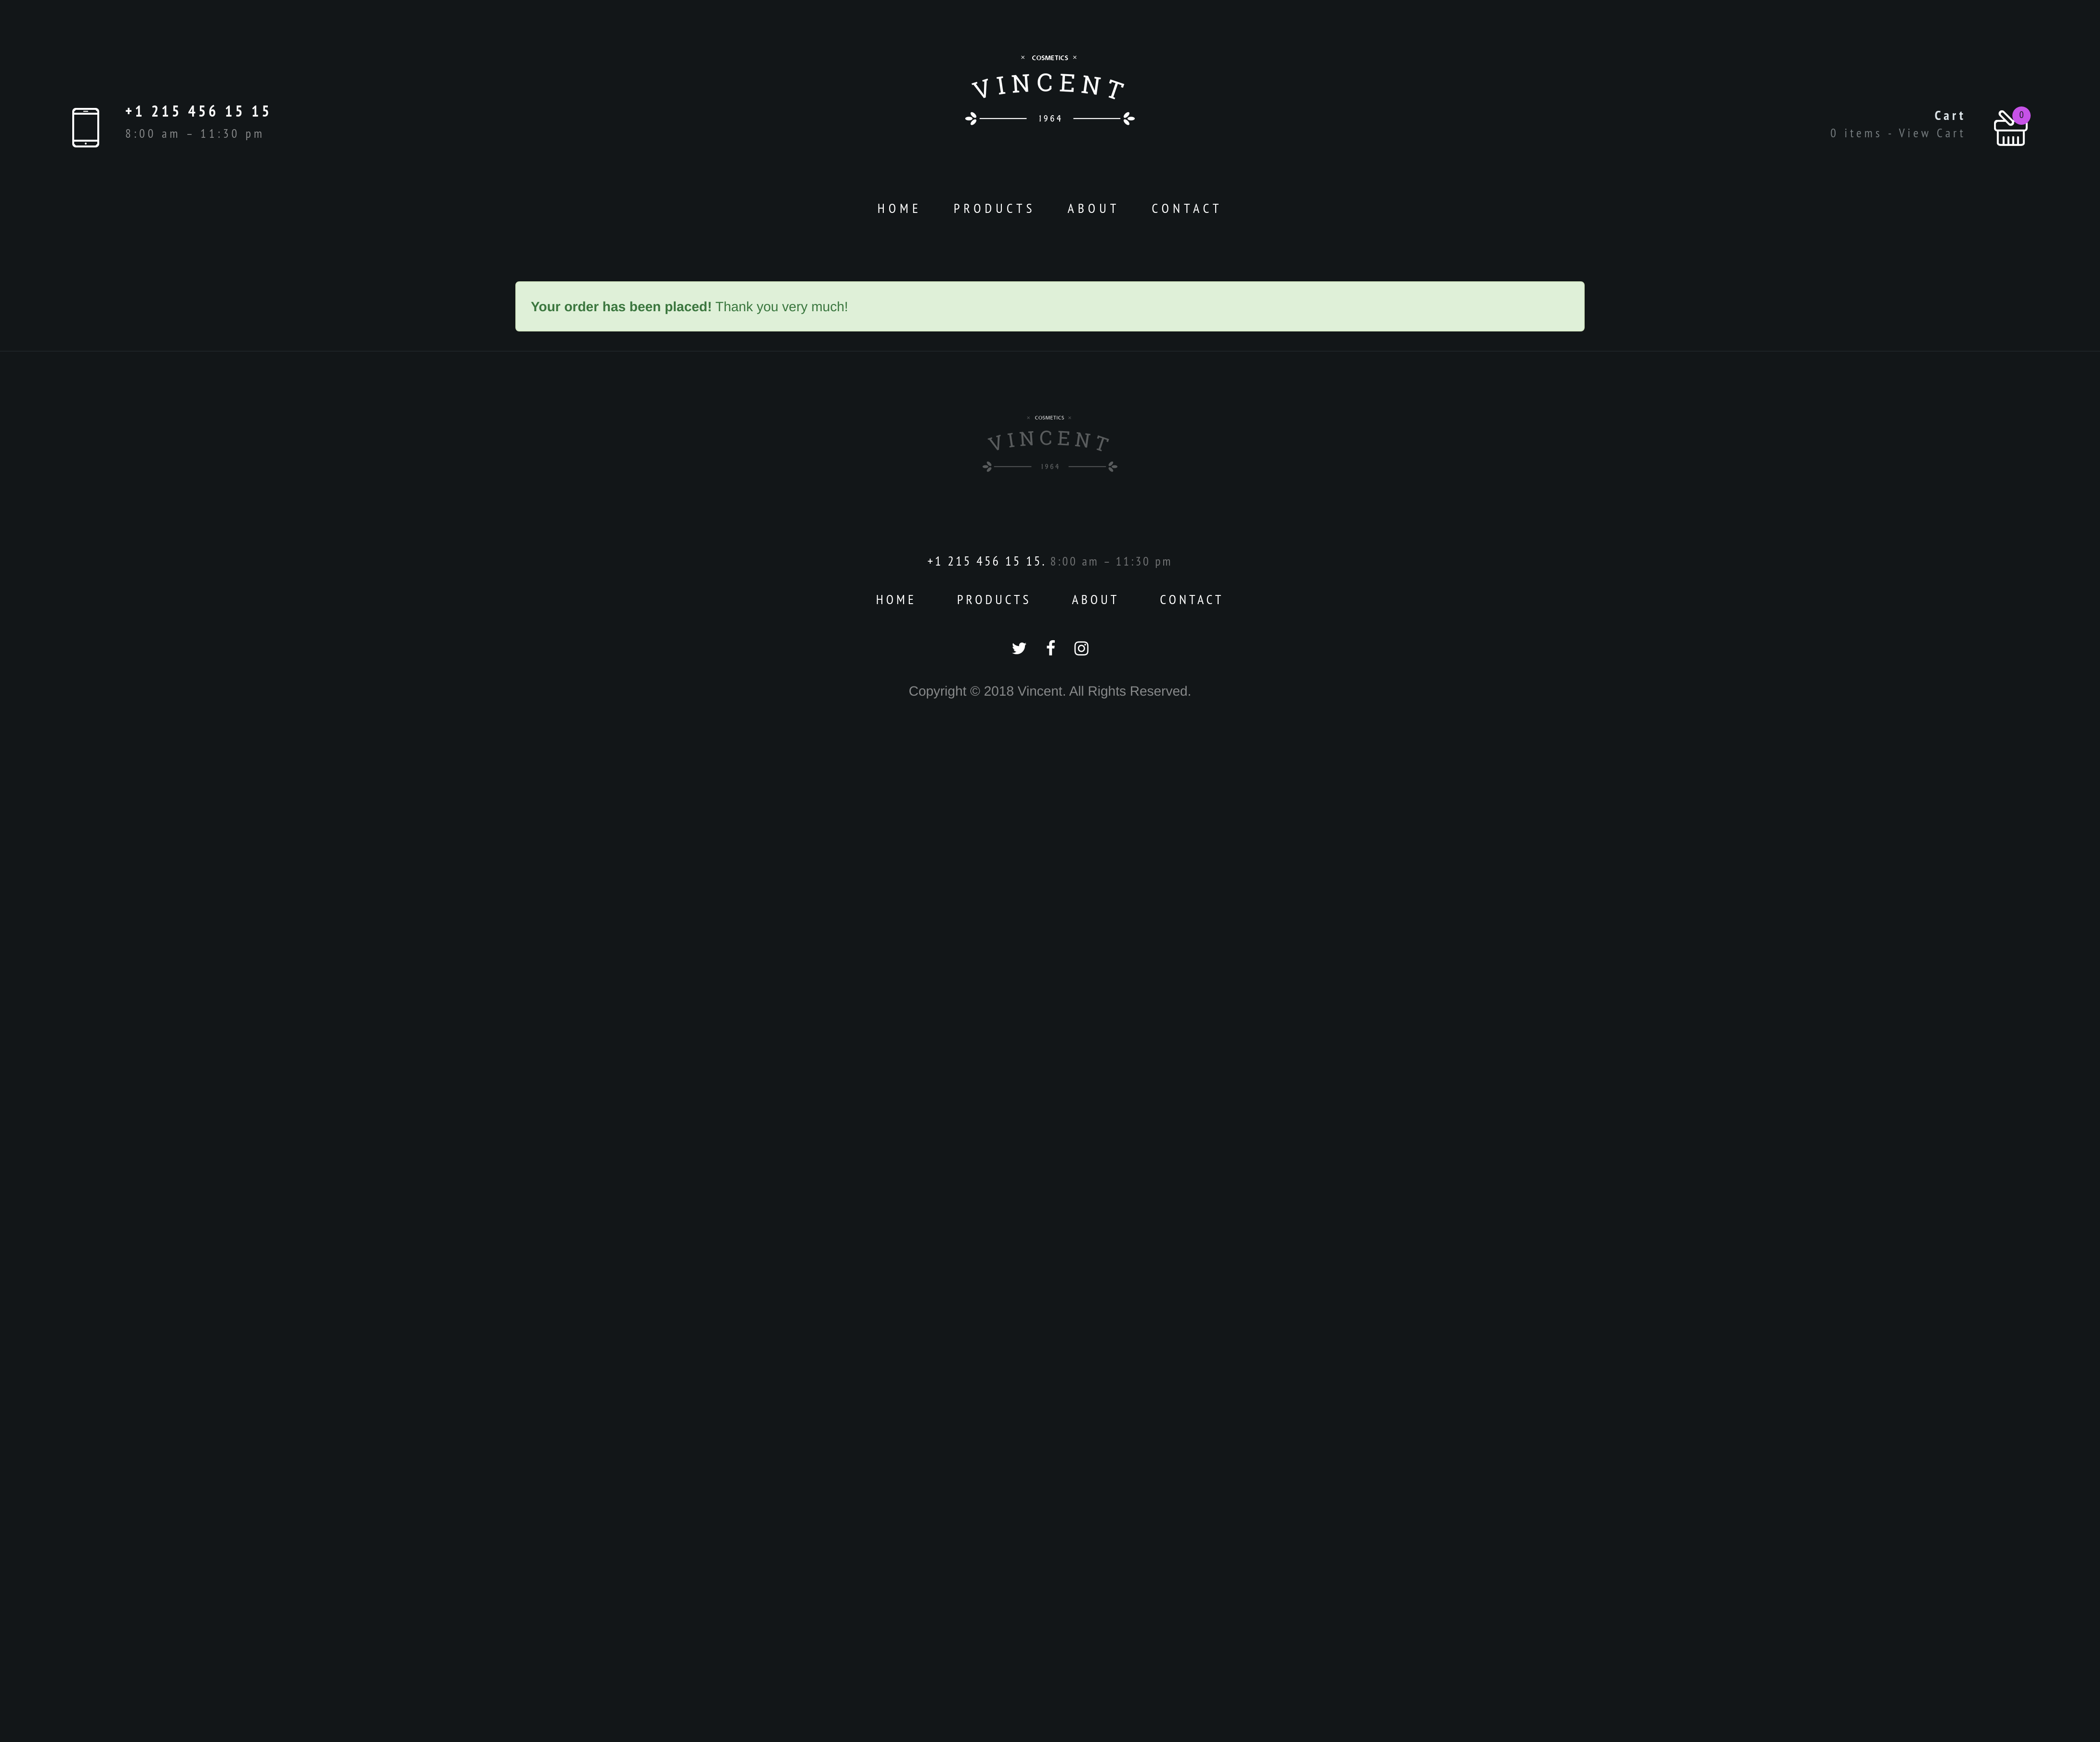 × COSMETICS ×
VINCENT
1964
+1 215 456 15 15
8:00 am – 11:30 pm
Cart
0 items - View Cart
0
HOME PRODUCTS ABOUT CONTACT
Your order has been placed! Thank you very much!
× COSMETICS ×
VINCENT
1964
+1 215 456 15 15. 8:00 am – 11:30 pm
HOME PRODUCTS ABOUT CONTACT
Copyright © 2018 Vincent. All Rights Reserved.